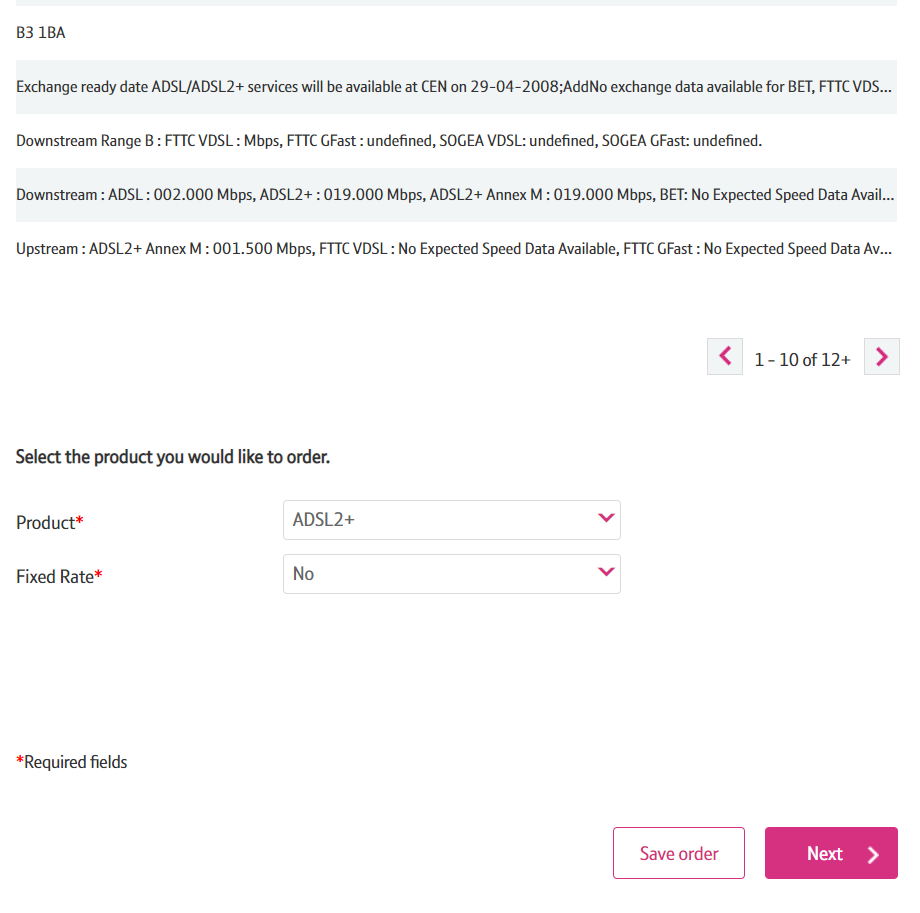 B3 1BA
Exchange ready date ADSL/ADSL2+ services will be available at CEN on 29-04-2008;AddNo exchange data available for BET, FTTC VDS...
Downstream Range B : FTTC VDSL : Mbps, FTTC GFast : undefined, SOGEA VDSL: undefined, SOGEA GFast: undefined.
Downstream : ADSL : 002.000 Mbps, ADSL2+ : 019.000 Mbps, ADSL2+ Annex M : 019.000 Mbps, BET: No Expected Speed Data Avail...
Upstream : ADSL2+ Annex M : 001.500 Mbps, FTTC VDSL : No Expected Speed Data Available, FTTC GFast : No Expected Speed Data Av...
1 - 10 of 12+
Select the product you would like to order.
Product* ADSL2+
Fixed Rate* No
*Required fields
Save order Next